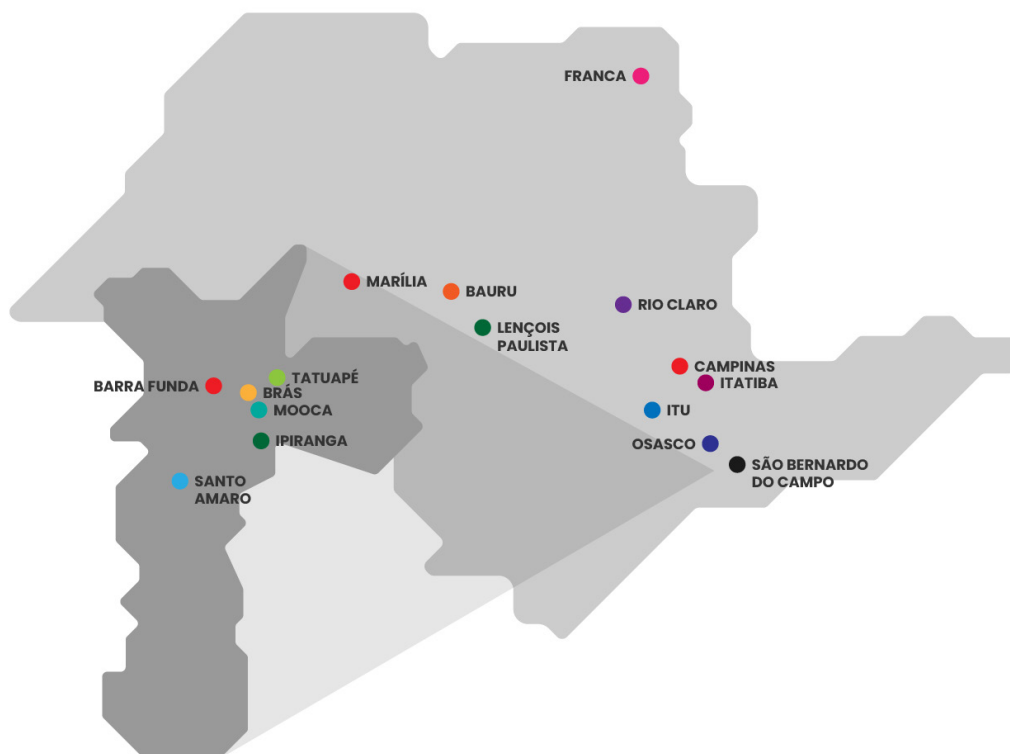 FRANCA
MARÍLIA
BAURU
RIO CLARO
LENÇOIS
PAULISTA
CAMPINAS
ITATIBA
TATUAPÉ
BARRA FUNDA
BRÁS
MOOCA
ITU
IPIRANGA
OSASCO
SÃO BERNARDO
DO CAMPO
SANTO
AMARO